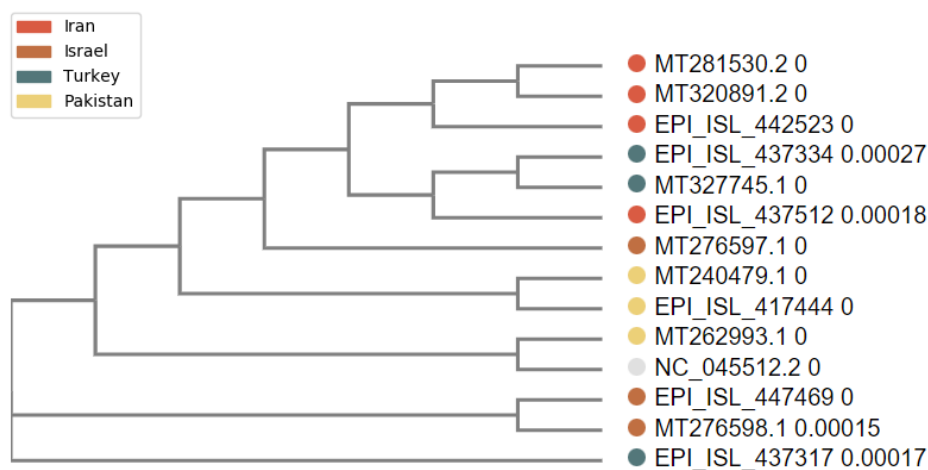 Iran
Israel
Turkey
Pakistan
MT281530.2 0
MT320891.2 0
EPI_ISL_442523 0
EPI_ISL_437334 0.00027
MT327745.1 0
EPI_ISL_437512 0.00018
MT276597.1 0
MT240479.1 0
EPI_ISL_417444 0
MT262993.1 0
NC_045512.2 0
EPI_ISL_447469 0
MT276598.1 0.00015
EPI_ISL_437317 0.00017